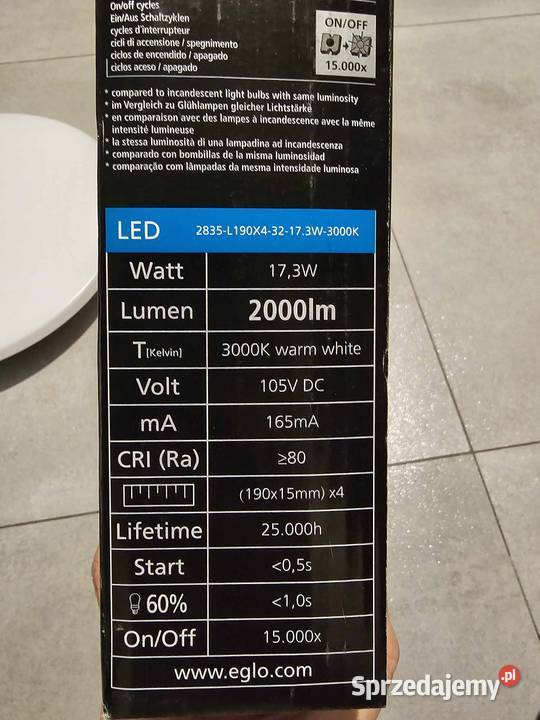 On/off cycles
Ein/Aus Schaltzyklen
cycles d'interrupteur
cicli di accensione / spegnimento
ciclos de encendido / apagado
ciclos aceso / apagado
ON/OFF
15.000x
* compared to incandescent light bulbs with same luminosity
* im Vergleich zu Glühlampen gleicher Lichtstärke
* en comparaison avec des lampes à incandescence avec la même
intensité lumineuse
* la stessa luminosità di una lampadina ad incandescenza
* comparado con bombillas de la misma luminosidad
* comparação com lâmpadas da mesma intensidade luminosa
LED 2835-L190X4-32-17.3W-3000K
Watt 17,3W
Lumen 2000lm
T[Kelvin] 3000K warm white
Volt 105V DC
mA 165mA
CRI (Ra) ≥80
(190x15mm) x4
Lifetime 25.000h
Start <0,5s
60% <1,0s
On/Off 15.000x
www.eglo.com
Sprzedajemy.pl